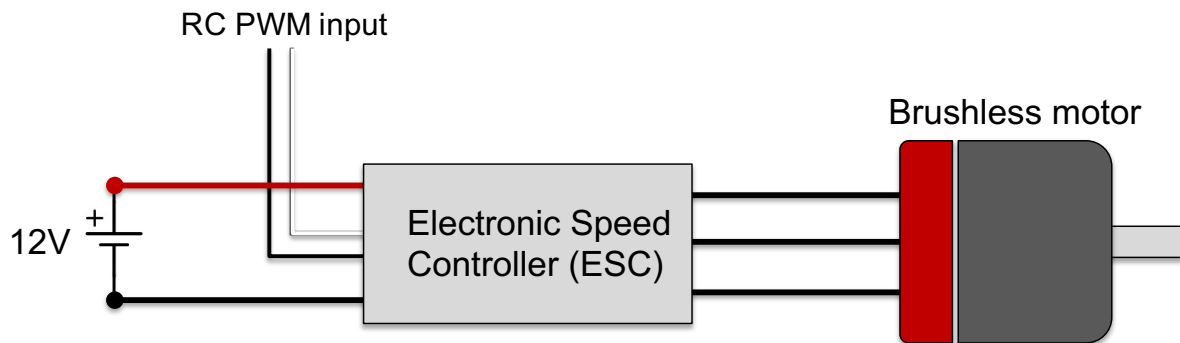 RC PWM input
Brushless motor
+
12V
Electronic Speed
Controller (ESC)